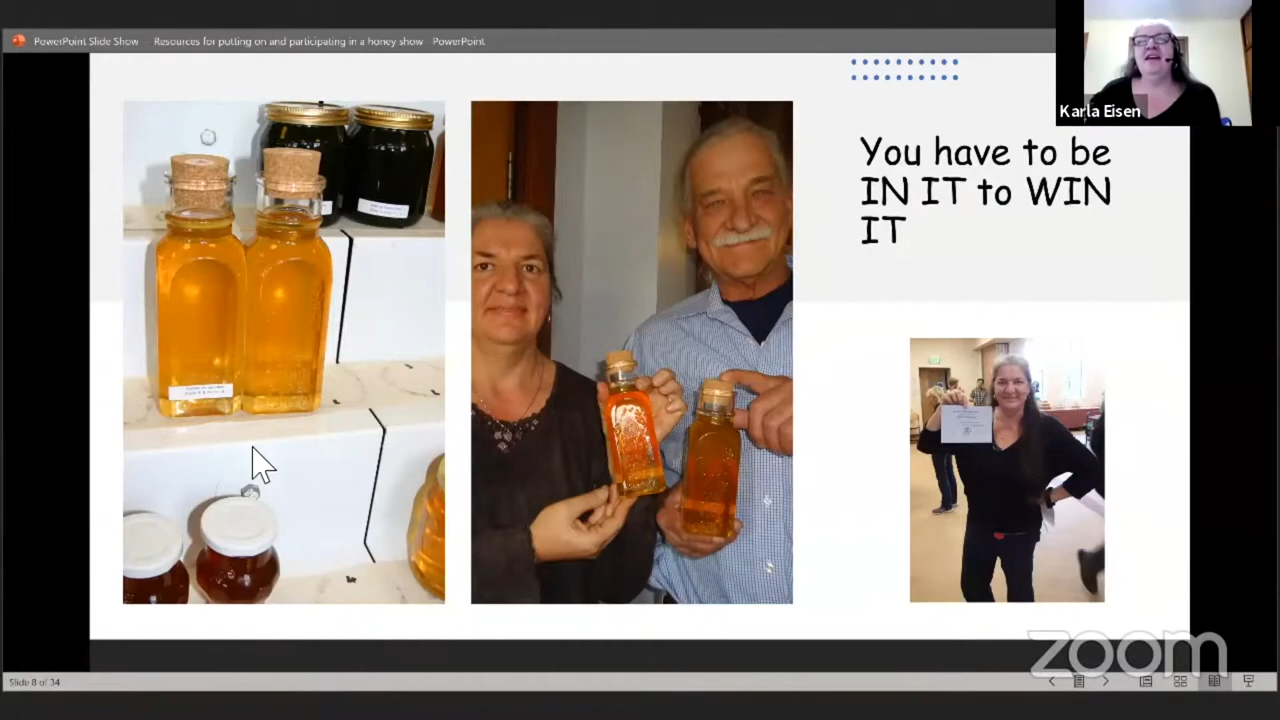 PowerPoint Slide Show - Resources for putting on and participating in a honey show - PowerPoint
Karla Eisen
You have to be
IN IT to WIN
IT
zoom
Slide 8 of 34